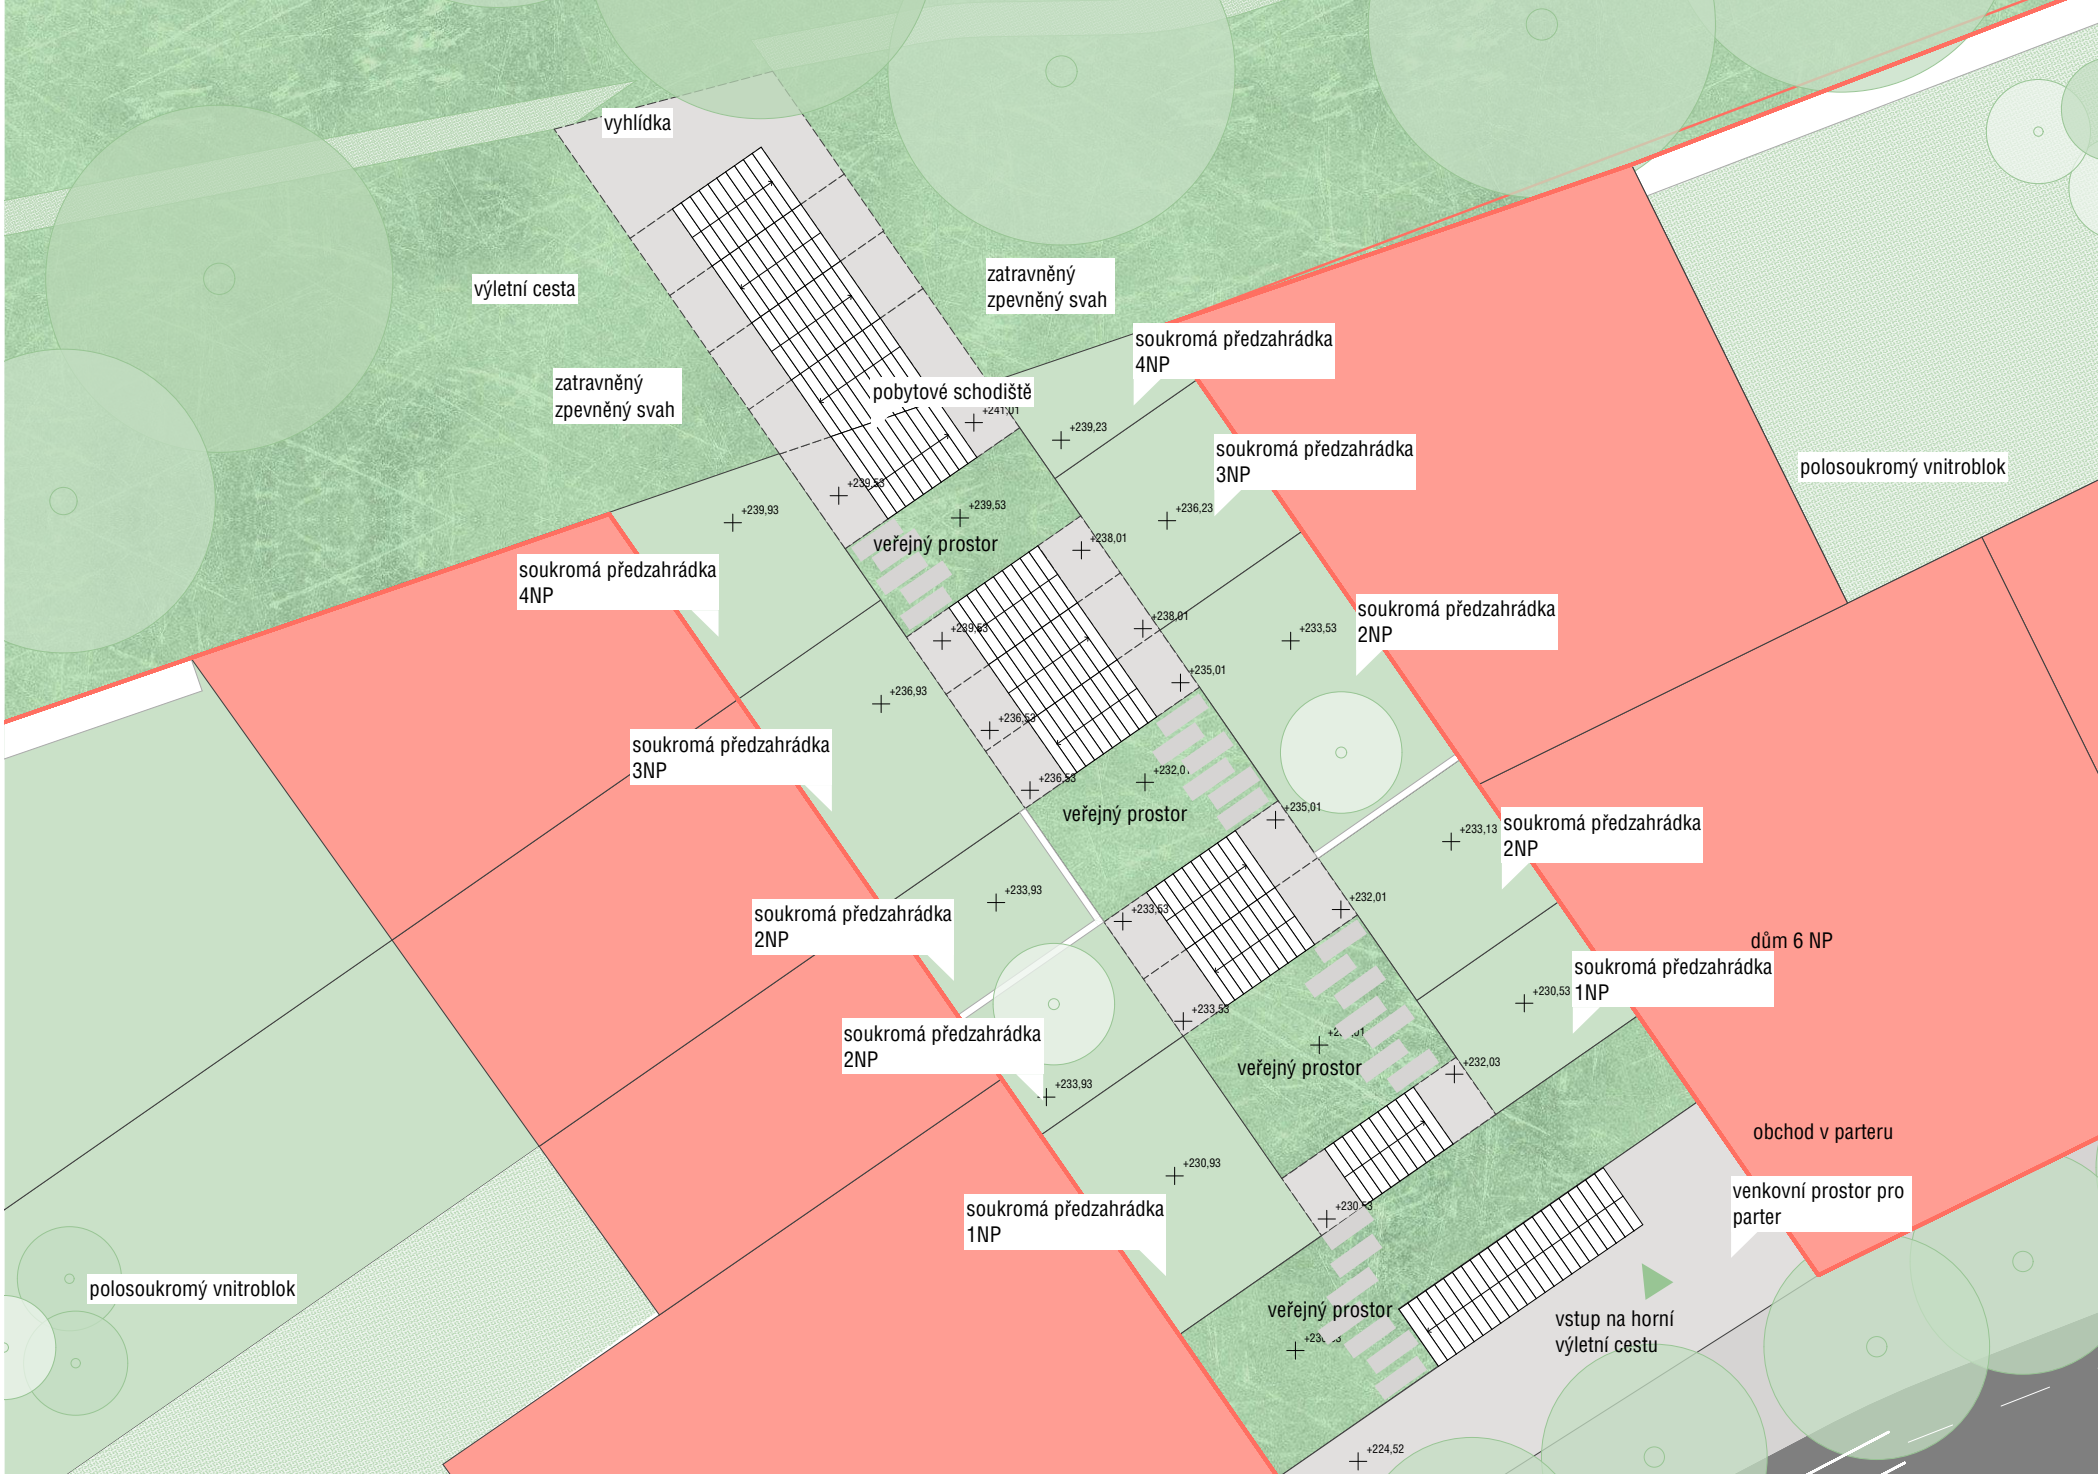 vyhlídka
výletní cesta
zatravněný
zpevněný svah
soukromá předzahrádka
4NP
zatravněný
zpevněný svah
pobytové schodiště
+241,01
+239,23
soukromá předzahrádka
3NP
polosoukromý vnitroblok
+239,53
+239,93
+239,53
+236,23
veřejný prostor
+238,01
soukromá předzahrádka
4NP
soukromá předzahrádka
2NP
+238,01
+239,53
+233,53
+235,01
+236,93
+236,53
soukromá předzahrádka
3NP
+236,53
veřejný prostor
+235,01
+233,13
soukromá předzahrádka
2NP
+233,93
+233,53
+232,01
soukromá předzahrádka
2NP
dům 6 NP
soukromá předzahrádka
1NP
+230,53
+233,53
soukromá předzahrádka
2NP
veřejný prostor
+232,03
+233,93
obchod v parteru
+230,93
venkovní prostor pro
parter
soukromá předzahrádka
1NP
polosoukromý vnitroblok
veřejný prostor
vstup na horní
výletní cestu
+224,52